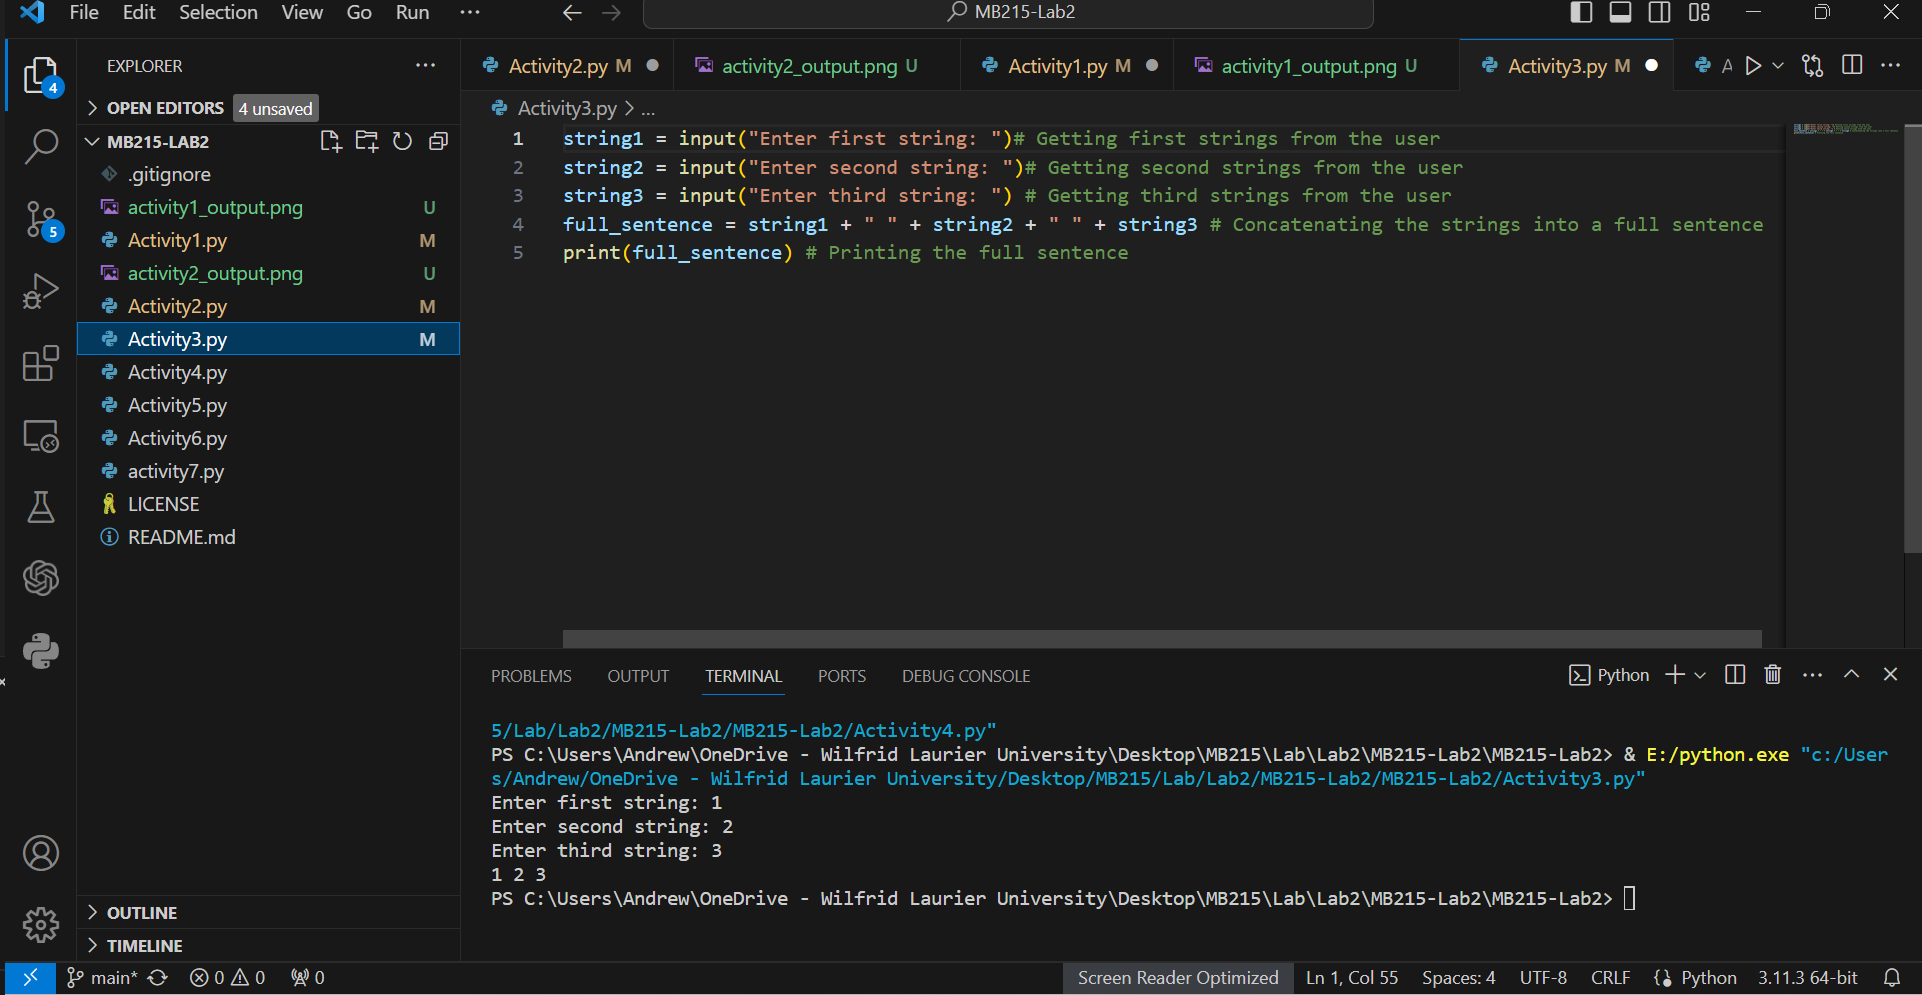 File Edit Selection View Go Run ···
MB215-Lab2
EXPLORER ···
OPEN EDITORS 4 unsaved
MB215-LAB2
.gitignore
activity1_output.png U
Activity1.py M
activity2_output.png U
Activity2.py M
Activity3.py M
Activity4.py
Activity5.py
Activity6.py
activity7.py
LICENSE
README.md
OUTLINE
TIMELINE
4
5
Activity2.py M activity2_output.png U Activity1.py M activity1_output.png U Activity3.py M A
Activity3.py > ...
1 string1 = input("Enter first string: ")# Getting first strings from the user
2 string2 = input("Enter second string: ")# Getting second strings from the user
3 string3 = input("Enter third string: ") # Getting third strings from the user
4 full_sentence = string1 + " " + string2 + " " + string3 # Concatenating the strings into a full sentence
5 print(full_sentence) # Printing the full sentence
PROBLEMS OUTPUT TERMINAL PORTS DEBUG CONSOLE Python
5/Lab/Lab2/MB215-Lab2/MB215-Lab2/Activity4.py"
PS C:\Users\Andrew\OneDrive - Wilfrid Laurier University\Desktop\MB215\Lab\Lab2\MB215-Lab2\MB215-Lab2> & E:/python.exe "c:/User
s/Andrew/OneDrive - Wilfrid Laurier University/Desktop/MB215/Lab/Lab2/MB215-Lab2/MB215-Lab2/Activity3.py"
Enter first string: 1
Enter second string: 2
Enter third string: 3
1 2 3
PS C:\Users\Andrew\OneDrive - Wilfrid Laurier University\Desktop\MB215\Lab\Lab2\MB215-Lab2\MB215-Lab2>
main* 0 0 0 Screen Reader Optimized Ln 1, Col 55 Spaces: 4 UTF-8 CRLF Python 3.11.3 64-bit